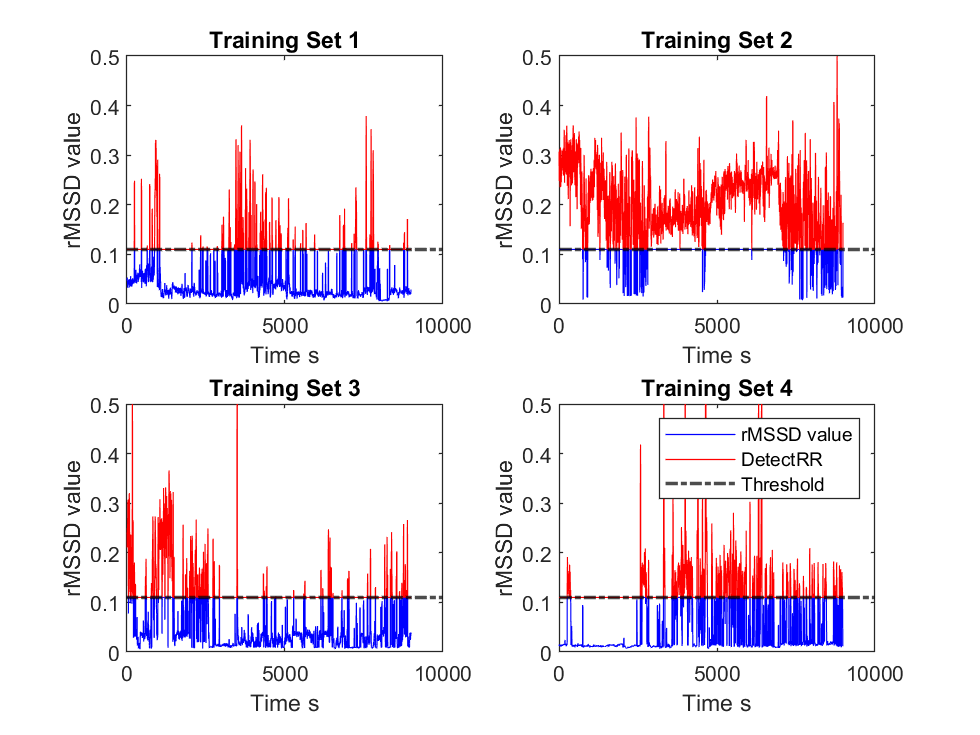 Training Set 1
0.5
0.4
0.3
0.2
0.1
0
rMSSD value
0
5000
10000
Time s
Training Set 2
0.5
0.4
0.3
0.2
0.1
0
rMSSD value
0
5000
10000
Time s
Training Set 3
0.5
0.4
0.3
0.2
0.1
0
rMSSD value
0
5000
10000
Time s
Training Set 4
0.5
0.4
0.3
0.2
0.1
0
rMSSD value
rMSSD value
DetectRR
Threshold
0
5000
10000
Time s